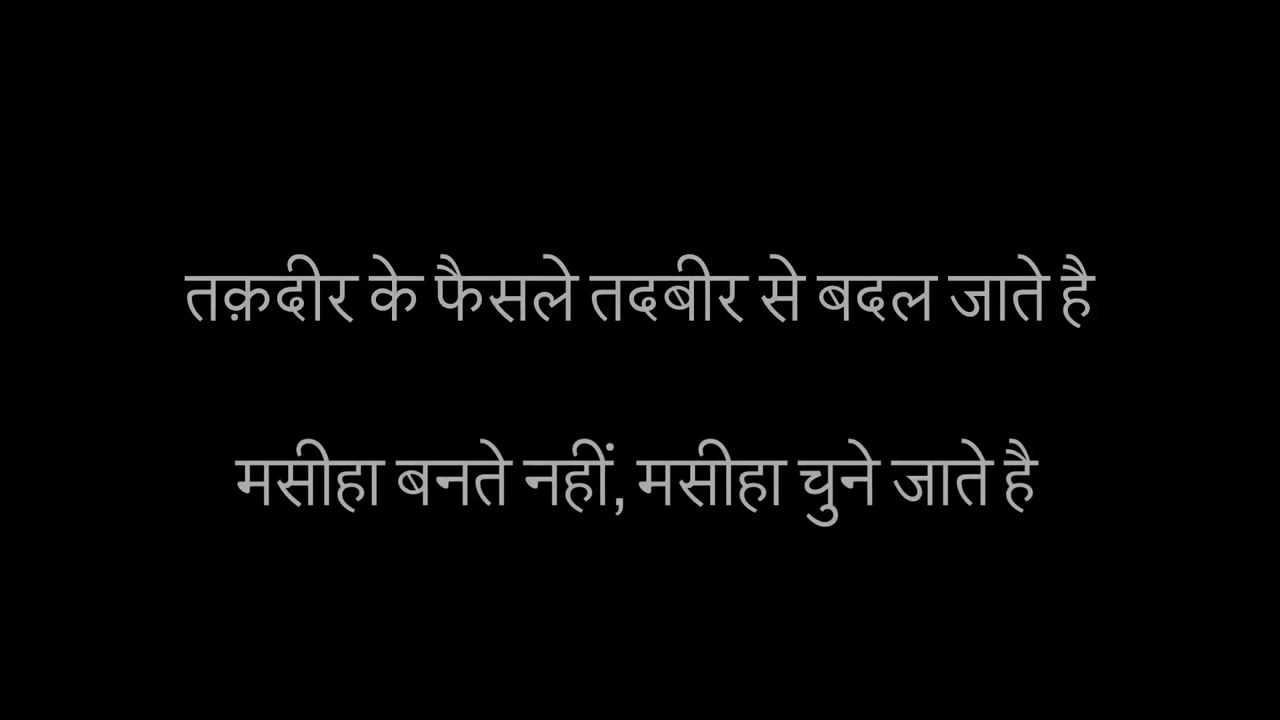 तक़दीर के फैसले तदबीर से बदल जाते है
मसीहा बनते नहीं, मसीहा चुने जाते है